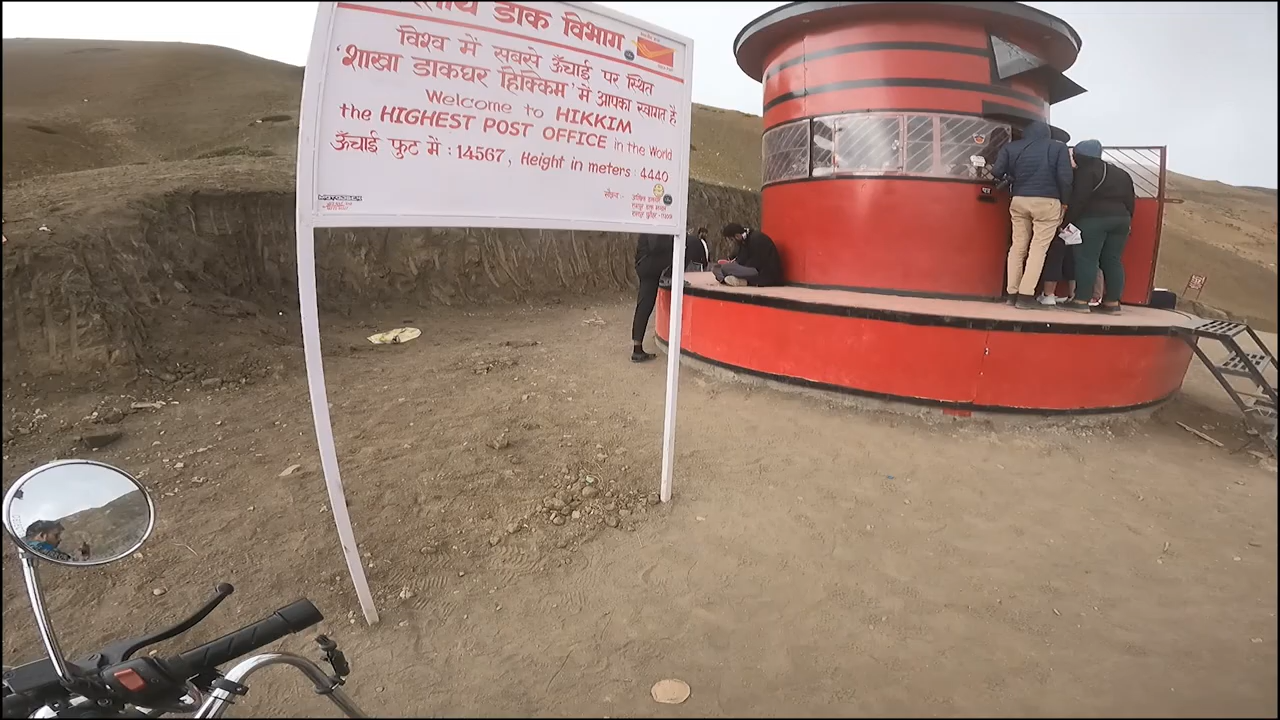 डाक विभाग
विश्व में सबसे ऊँचाई पर स्थित
'शाखा डाकघर हिक्किम' में आपका स्वागत है
Welcome to HIKKIM
the HIGHEST POST OFFICE in the World
ऊँचाई फुट में : 14567, Height in meters : 4440